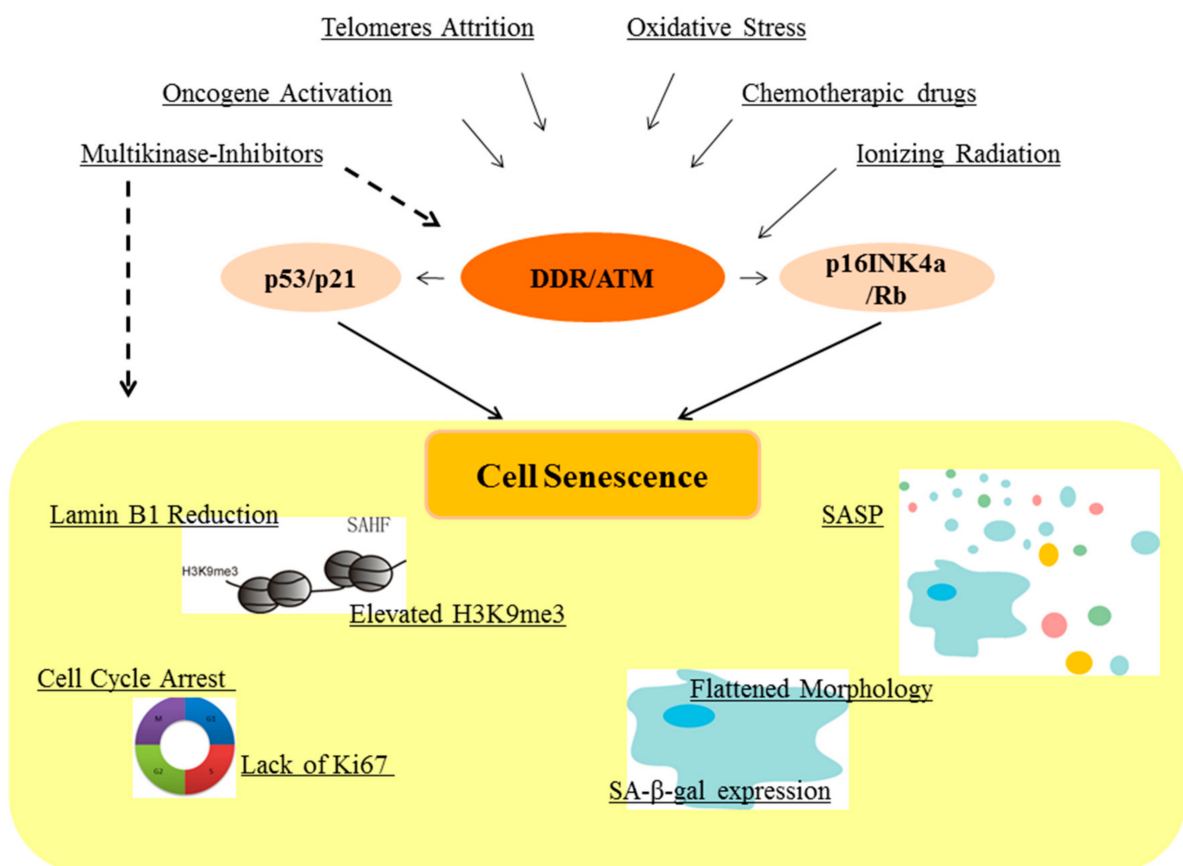 Telomeres Attrition
Oxidative Stress
Oncogene Activation
Chemotherapic drugs
Multikinase-Inhibitors
Ionizing Radiation
p53/p21
DDR/ATM
p16INK4a
/Rb
Cell Senescence
Lamin B1 Reduction
SAHF
H3K9me3
Elevated H3K9me3
SASP
Cell Cycle Arrest
M
G1
G2
S
Lack of Ki67
Flattened Morphology
SA-β-gal expression